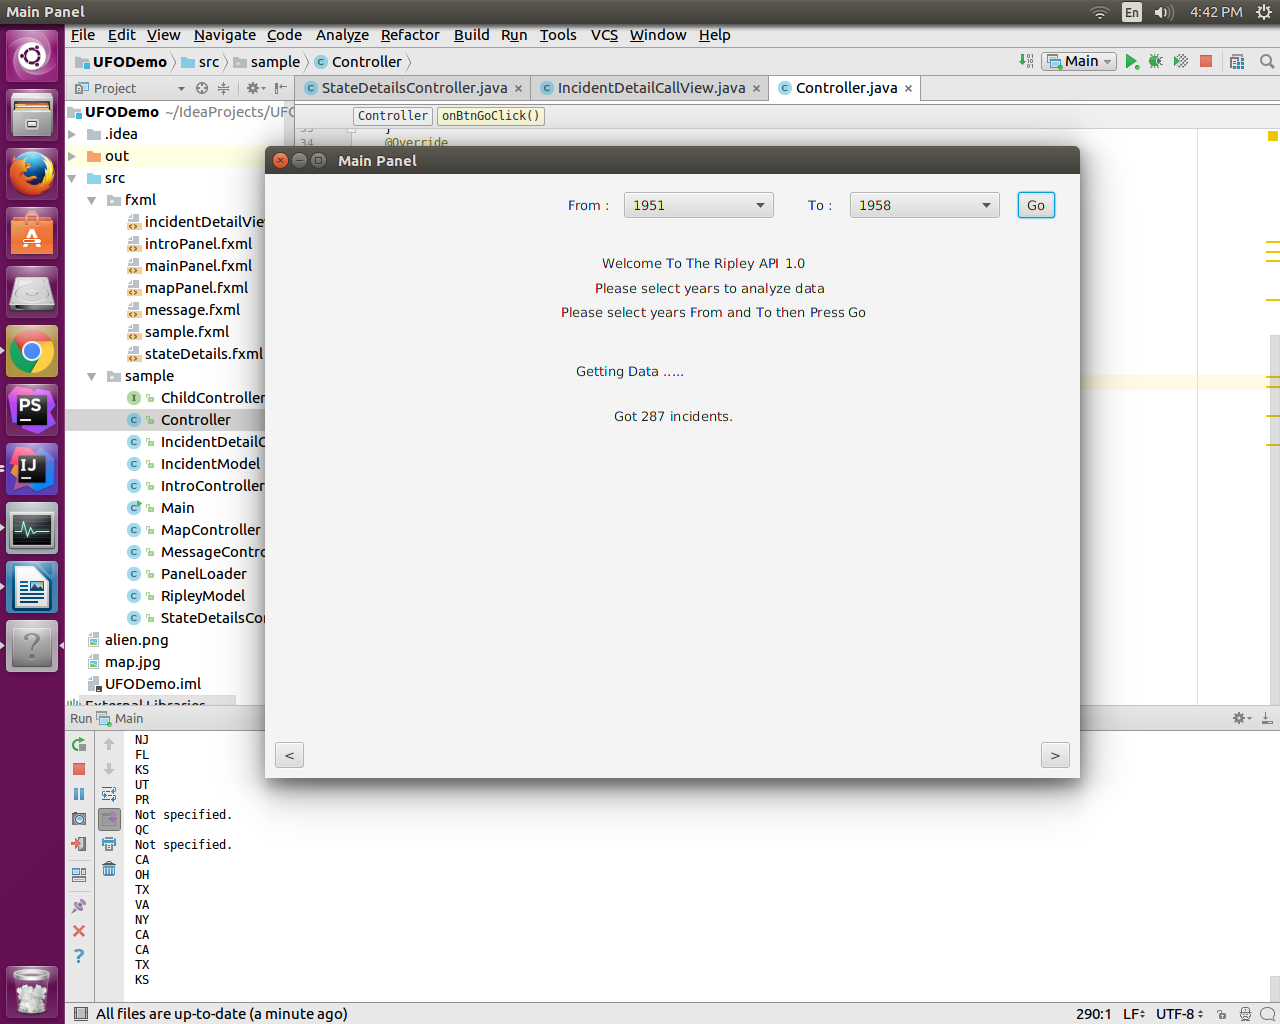 Main Panel
En
4:42 PM
File Edit View Navigate Code Analyze Refactor Build Run Tools VCS Window Help
UFODemo src sample Controller
Main
Project
StateDetailsController.java
IncidentDetailCallView.java
Controller.java
UFODemo ~/IdeaProjects/UFO
Controller
onBtnGoClick()
34
@Override
.idea
out
src
fxml
incidentDetailVie
introPanel.fxml
mainPanel.fxml
mapPanel.fxml
message.fxml
sample.fxml
stateDetails.fxml
sample
ChildController
Controller
IncidentDetailC
IncidentModel
IntroController
Main
MapController
MessageContro
PanelLoader
RipleyModel
StateDetailsCon
alien.png
map.jpg
UFODemo.iml
External Libraries
Main Panel
From :
1951
To :
1958
Go
Welcome To The Ripley API 1.0
Please select years to analyze data
Please select years From and To then Press Go
Getting Data .....
Got 287 incidents.
<
>
Run Main
NJ
FL
KS
UT
PR
Not specified.
QC
Not specified.
CA
OH
TX
VA
NY
CA
CA
TX
KS
All files are up-to-date (a minute ago)
290:1 LF÷ UTF-8